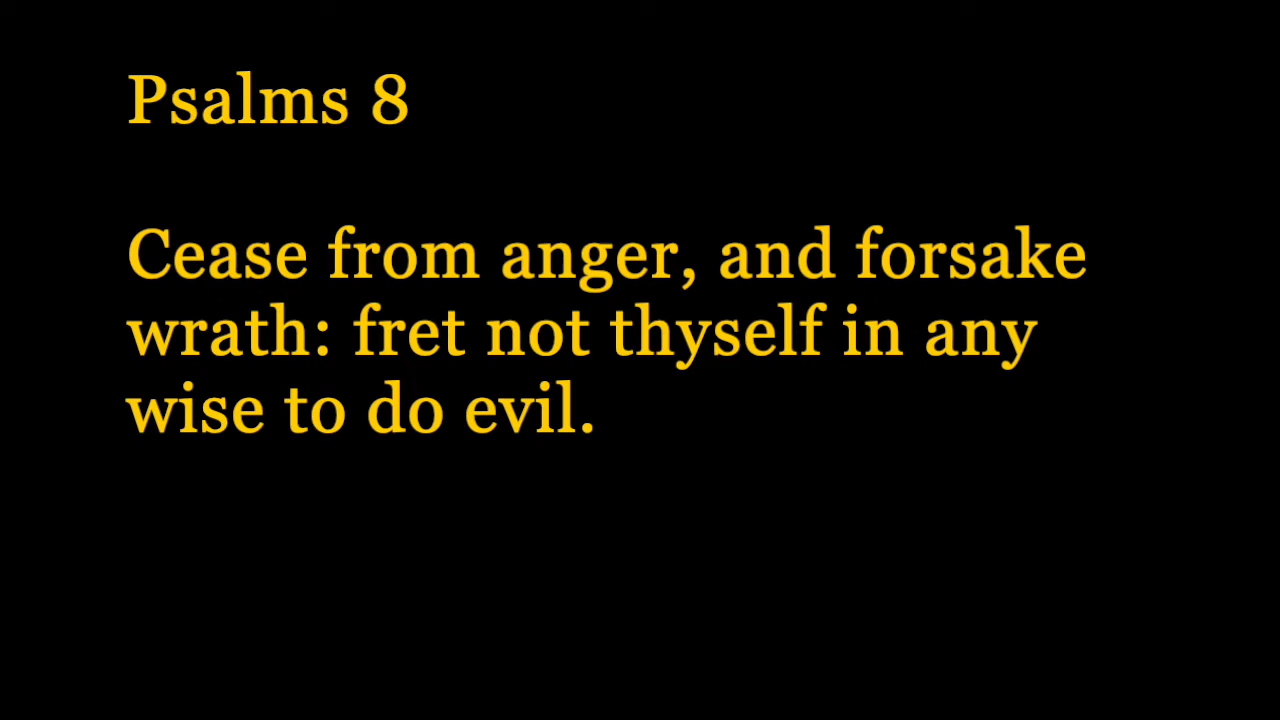 Psalms 8
Cease from anger, and forsake
wrath: fret not thyself in any
wise to do evil.